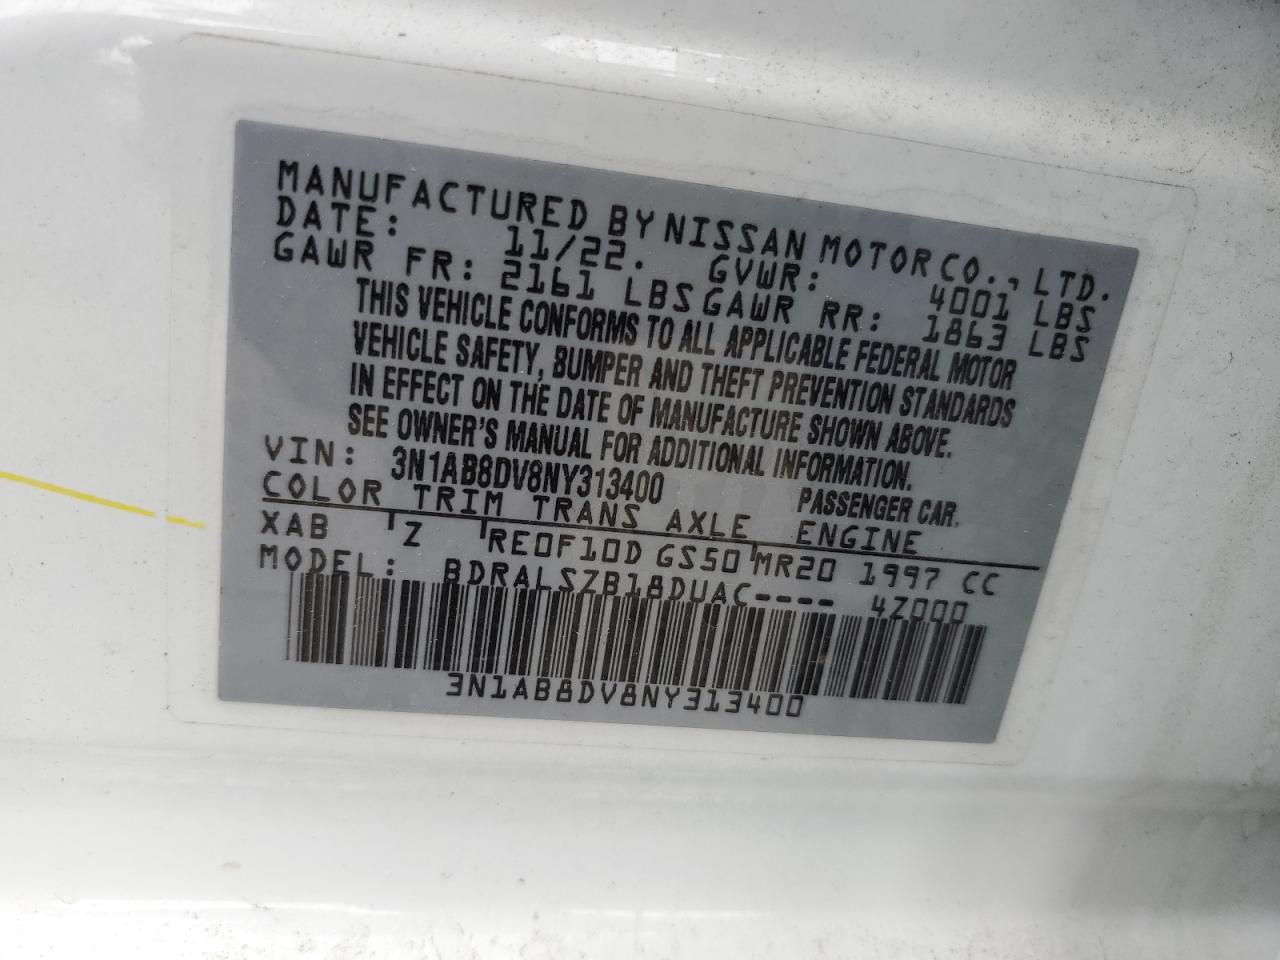 MANUFACTURED BY NISSAN MOTOR CO., LTD.
DATE: 11/22. GVWR: 4001 LBS
GAWR FR: 2161 LBS GAWR RR: 1863 LBS
THIS VEHICLE CONFORMS TO ALL APPLICABLE FEDERAL MOTOR
VEHICLE SAFETY, BUMPER AND THEFT PREVENTION STANDARDS
IN EFFECT ON THE DATE OF MANUFACTURE SHOWN ABOVE.
SEE OWNER'S MANUAL FOR ADDITIONAL INFORMATION.
VIN: 3N1AB8DV8NY313400 PASSENGER CAR.
COLOR TRIM TRANS AXLE ENGINE
XAB Z RE0F10D GS50 MR20 1997 CC
MODEL: BDRALSZB18DUAC---- 4Z000
3N1AB8DV8NY313400